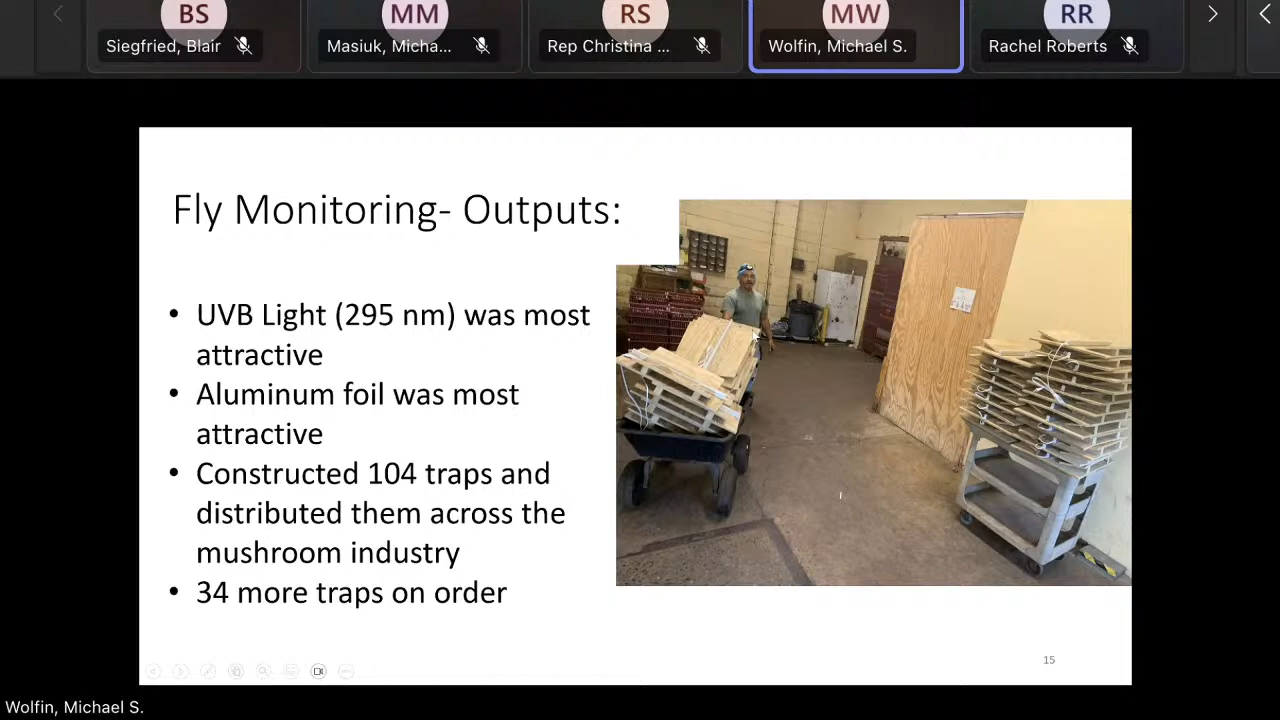 BS
MM
RS
MW
RR
Siegfried, Blair
Masiuk, Micha...
Rep Christina ...
Wolfin, Michael S.
Rachel Roberts
Fly Monitoring- Outputs:
• UVB Light (295 nm) was most
attractive
• Aluminum foil was most
attractive
• Constructed 104 traps and
distributed them across the
mushroom industry
• 34 more traps on order
15
Wolfin, Michael S.